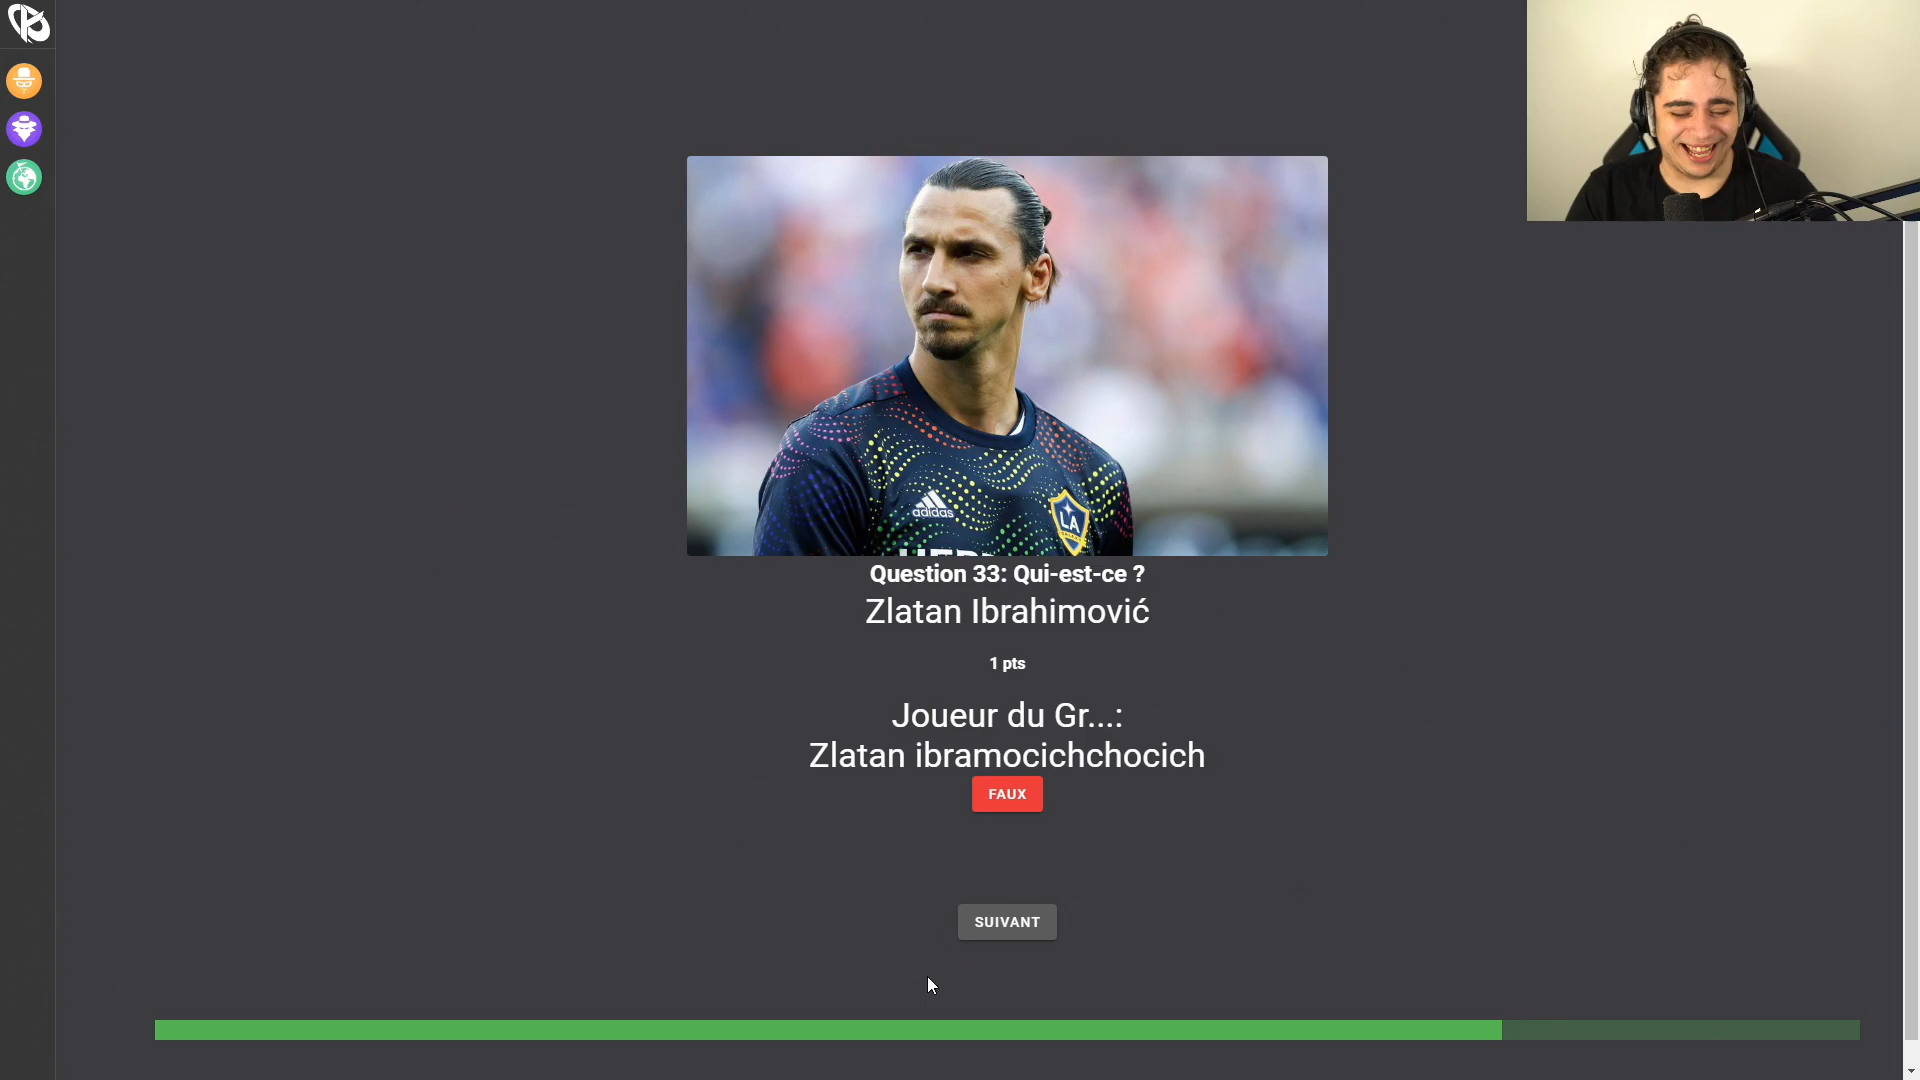 adidas
LA
Question 33: Qui-est-ce ?
Zlatan Ibrahimović
1 pts
Joueur du Gr...:
Zlatan ibramocichchocich
FAUX
SUIVANT